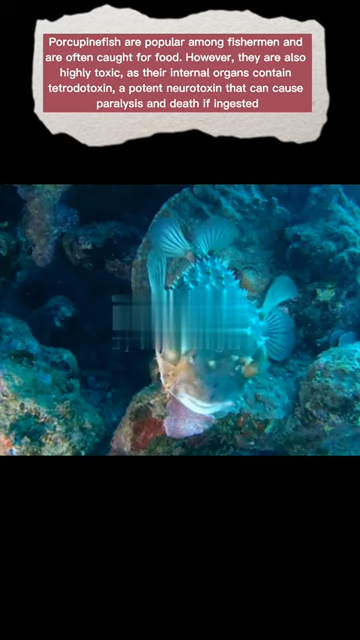 Porcupinefish are popular among fishermen and
are often caught for food. However, they are also
highly toxic, as their internal organs contain
tetrodotoxin, a potent neurotoxin that can cause
paralysis and death if ingested